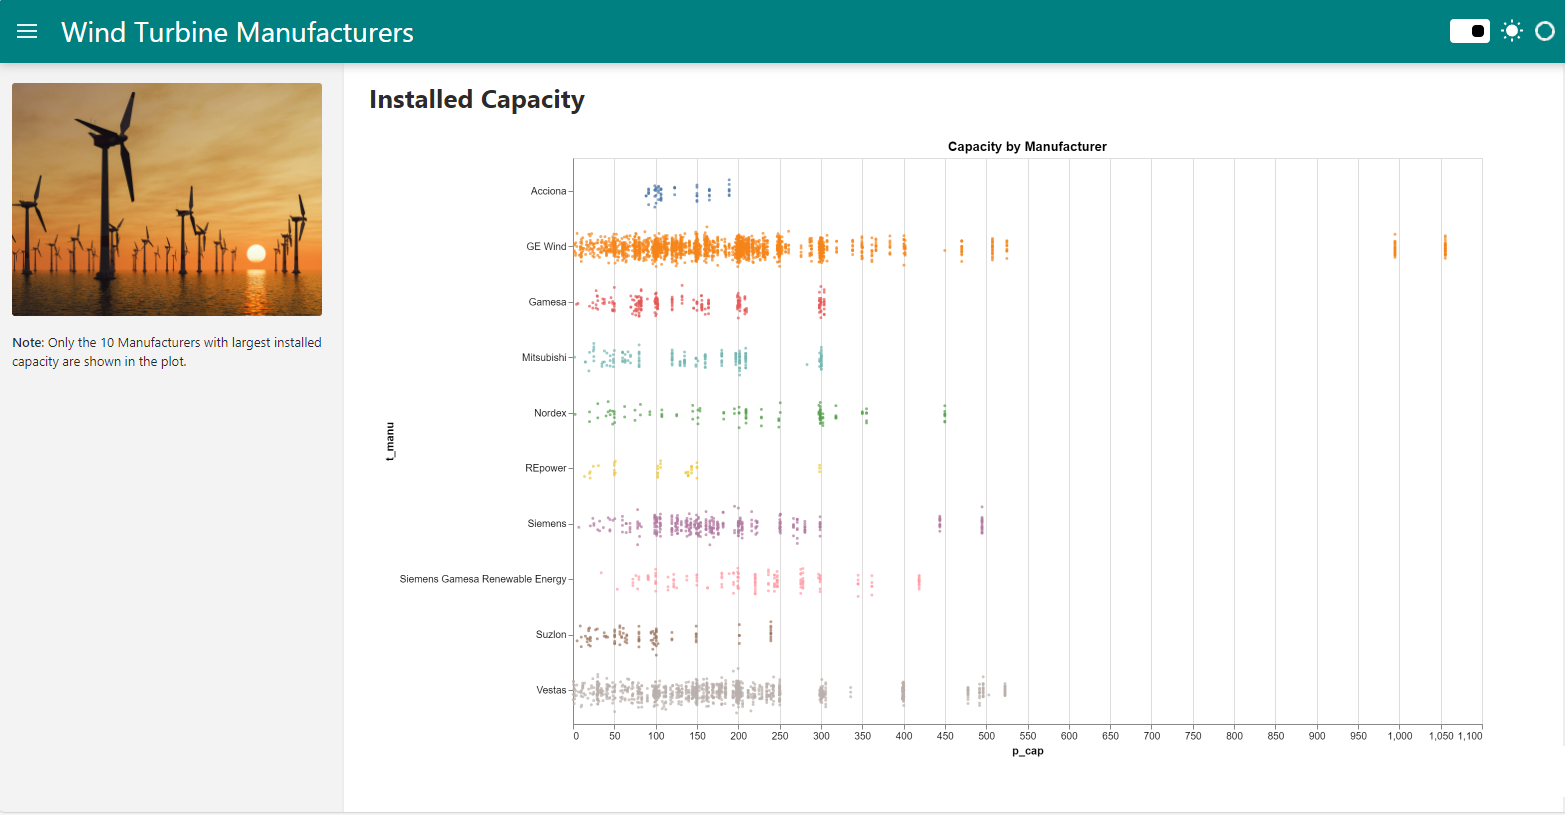 Wind Turbine Manufacturers
Note: Only the 10 Manufacturers with largest installed
capacity are shown in the plot.
Installed Capacity
Capacity by Manufacturer
Acciona
GE Wind
Gamesa
Mitsubishi
Nordex
REpower
Siemens
Siemens Gamesa Renewable Energy
Suzlon
Vestas
t_manu
0 50 100 150 200 250 300 350 400 450 500 550 600 650 700 750 800 850 900 950 1,000 1,050 1,100
p_cap